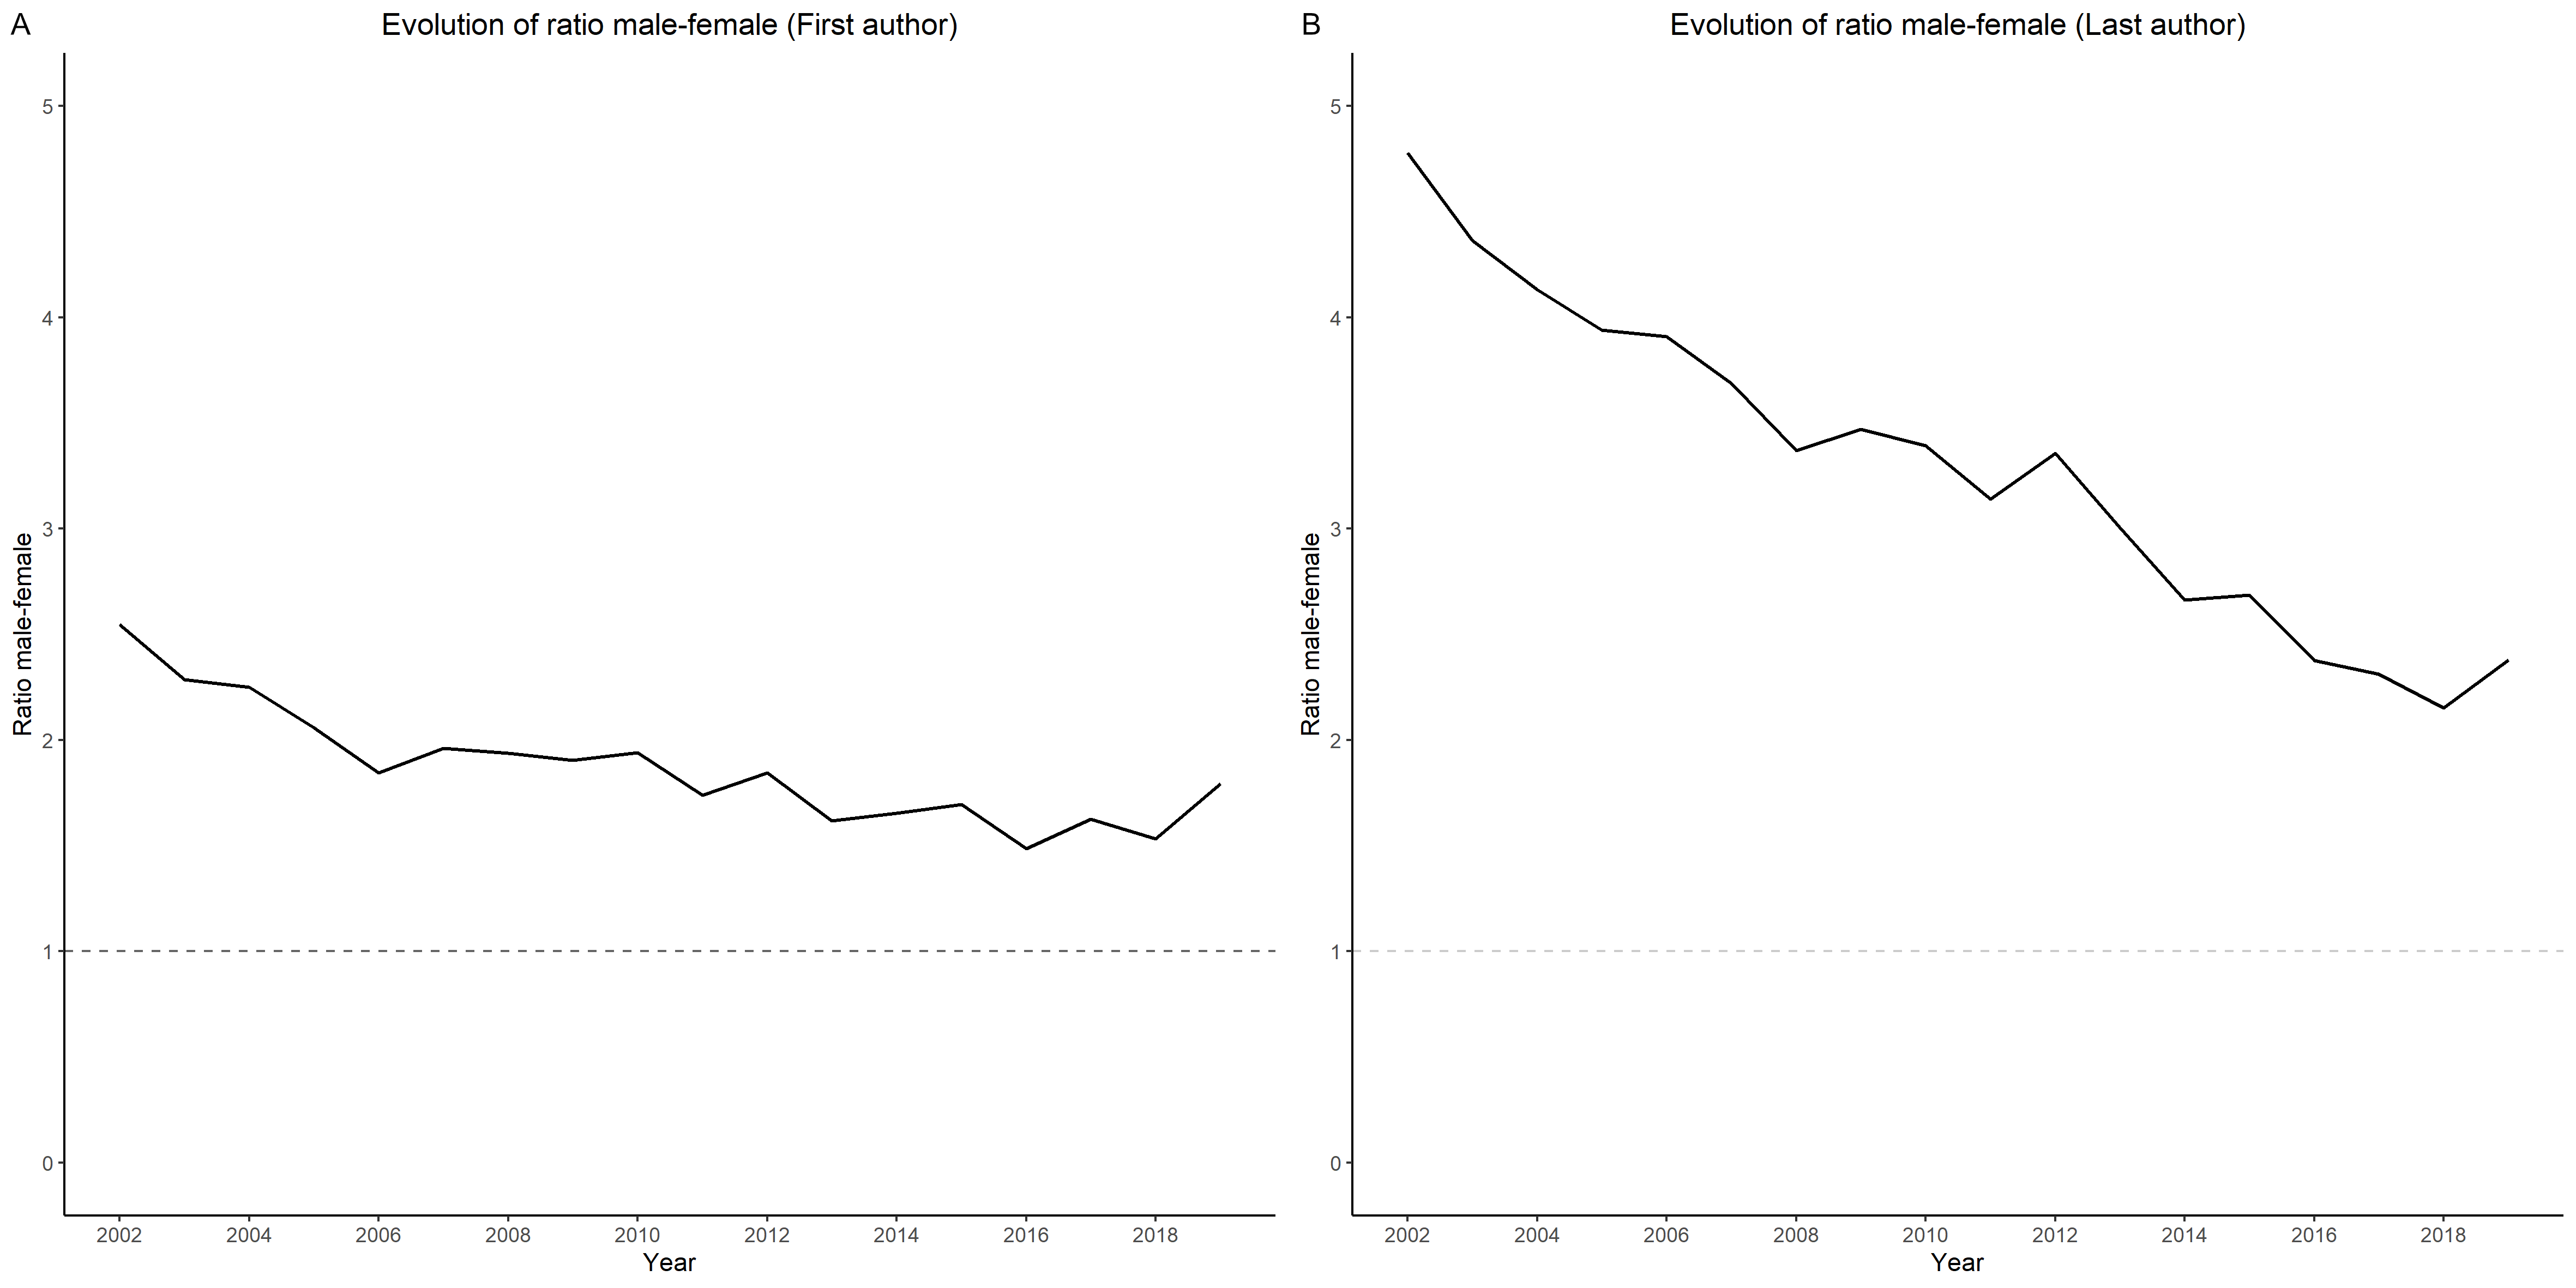 A
Evolution of ratio male-female (First author)
5
4
3
2
1
0
Ratio male-female
2002 2004 2006 2008 2010 2012 2014 2016 2018
Year
B
Evolution of ratio male-female (Last author)
5
4
3
2
1
0
Ratio male-female
2002 2004 2006 2008 2010 2012 2014 2016 2018
Year